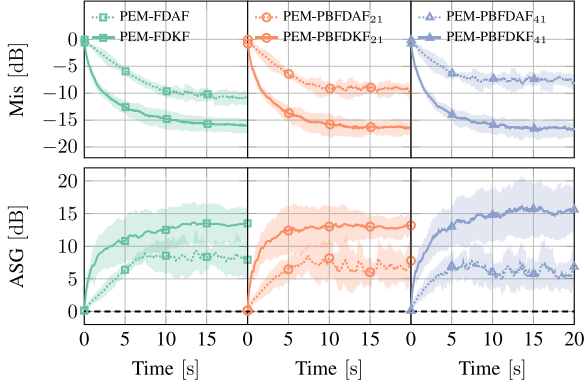 PEM-FDAF PEM-PBFDAF₂₁ PEM-PBFDAF₄₁
PEM-FDKF PEM-PBFDKF₂₁ PEM-PBFDKF₄₁
Mis [dB]
0
−5
−10
−15
−20
ASG [dB]
20
15
10
5
0
0 5 10 15 0 5 10 15 0 5 10 15 20
Time [s] Time [s] Time [s]